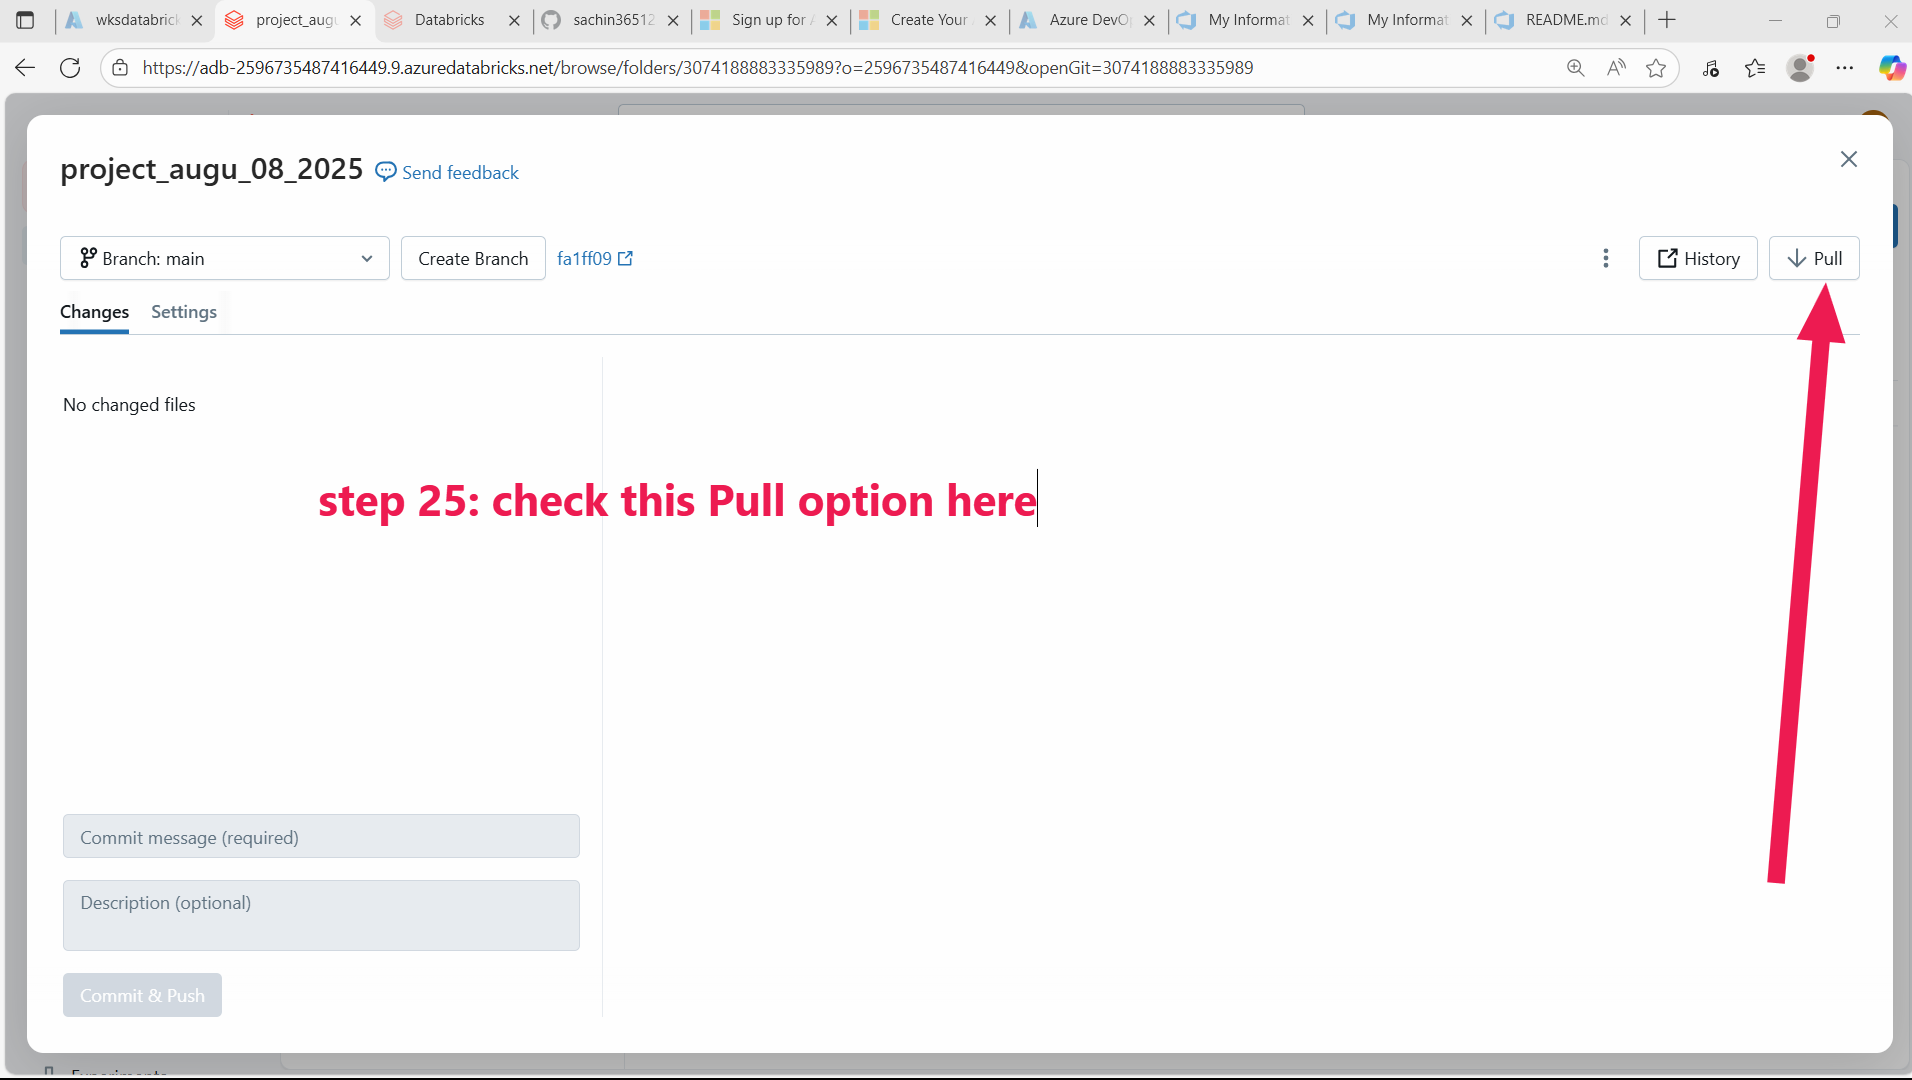 wksdatabric
project_augu
Databricks
sachin36512
Sign up for A
Create Your A
Azure DevO
My Informat
My Informat
README.md
https://adb-2596735487416449.9.azuredatabricks.net/browse/folders/3074188883335989?o=2596735487416449&openGit=3074188883335989
project_augu_08_2025
Send feedback
Branch: main
Create Branch
fa1ff09
History
Pull
Changes
Settings
No changed files
step 25: check this Pull option here
Commit message (required)
Description (optional)
Commit & Push